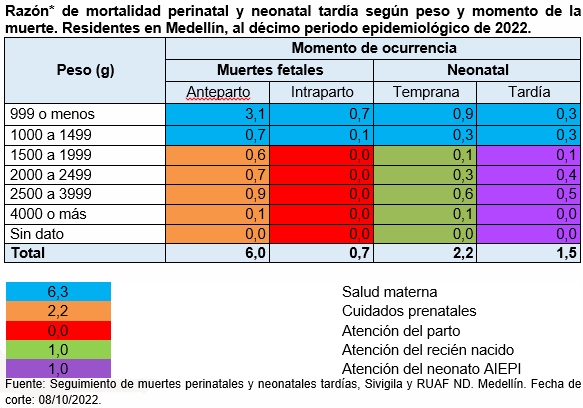 Razón* de mortalidad perinatal y neonatal tardía según peso y momento de la
muerte. Residentes en Medellín, al décimo periodo epidemiológico de 2022.
Peso (g) Momento de ocurrencia
Muertes fetales Neonatal
Anteparto Intraparto Temprana Tardía
999 o menos 3,1 0,7 0,9 0,3
1000 a 1499 0,7 0,1 0,3 0,3
1500 a 1999 0,6 0,0 0,1 0,1
2000 a 2499 0,7 0,0 0,3 0,4
2500 a 3999 0,9 0,0 0,6 0,5
4000 o más 0,1 0,0 0,1 0,0
Sin dato 0,0 0,0 0,0 0,0
Total 6,0 0,7 2,2 1,5
6,3 Salud materna
2,2 Cuidados prenatales
0,0 Atención del parto
1,0 Atención del recién nacido
1,0 Atención del neonato AIEPI
Fuente: Seguimiento de muertes perinatales y neonatales tardías, Sivigila y RUAF ND. Medellín. Fecha de
corte: 08/10/2022.